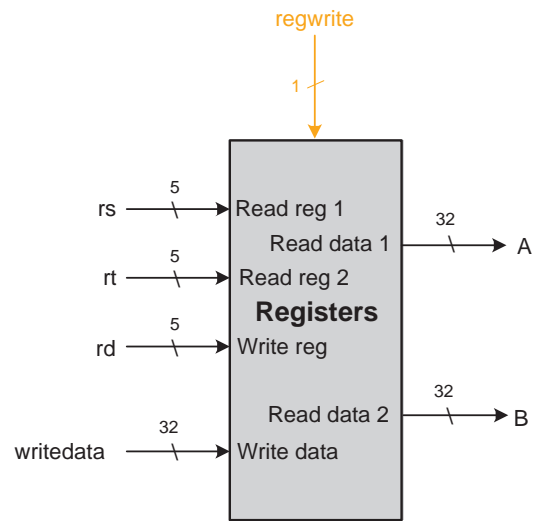 regwrite
1
5
rs
Read reg 1
32
Read data 1
A
5
rt
Read reg 2
Registers
5
rd
Write reg
32
Read data 2
B
32
writedata
Write data